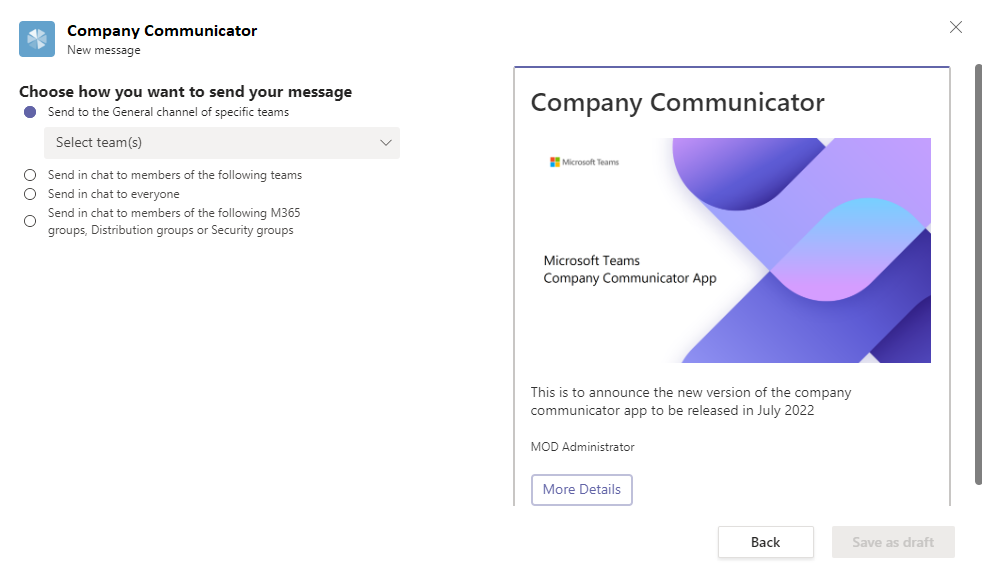 Company Communicator
New message
Choose how you want to send your message
Send to the General channel of specific teams
Select team(s)
Send in chat to members of the following teams
Send in chat to everyone
Send in chat to members of the following M365
groups, Distribution groups or Security groups
Company Communicator
Microsoft Teams
Microsoft Teams
Company Communicator App
This is to announce the new version of the company
communicator app to be released in July 2022
MOD Administrator
More Details
Back
Save as draft